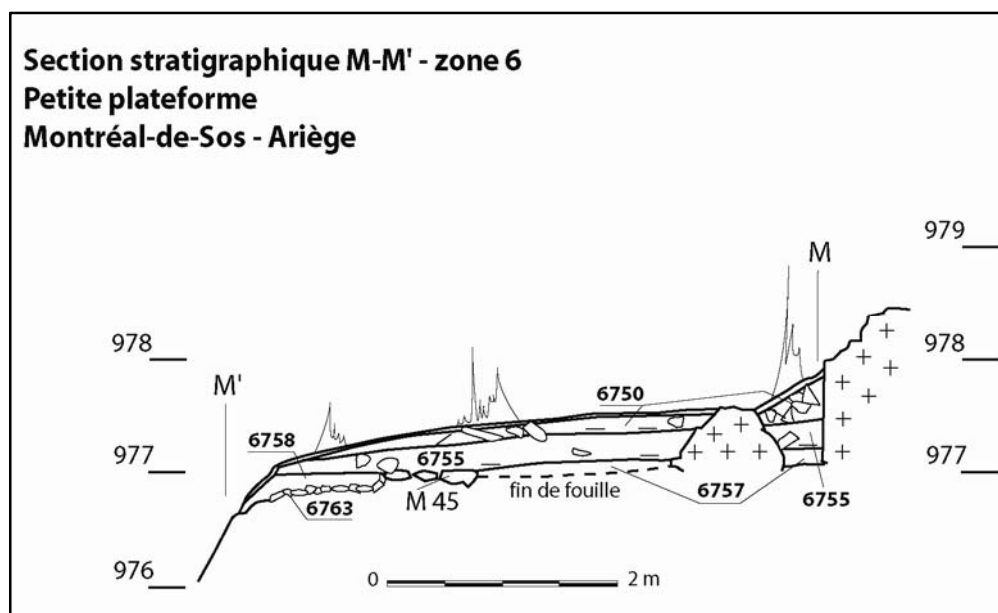 Section stratigraphique M-M' - zone 6
Petite plateforme
Montréal-de-Sos - Ariège
979
M
978
978
M'
6750
6758
977
6755
977
M 45
fin de fouille
6757
6755
6763
976
0
2 m